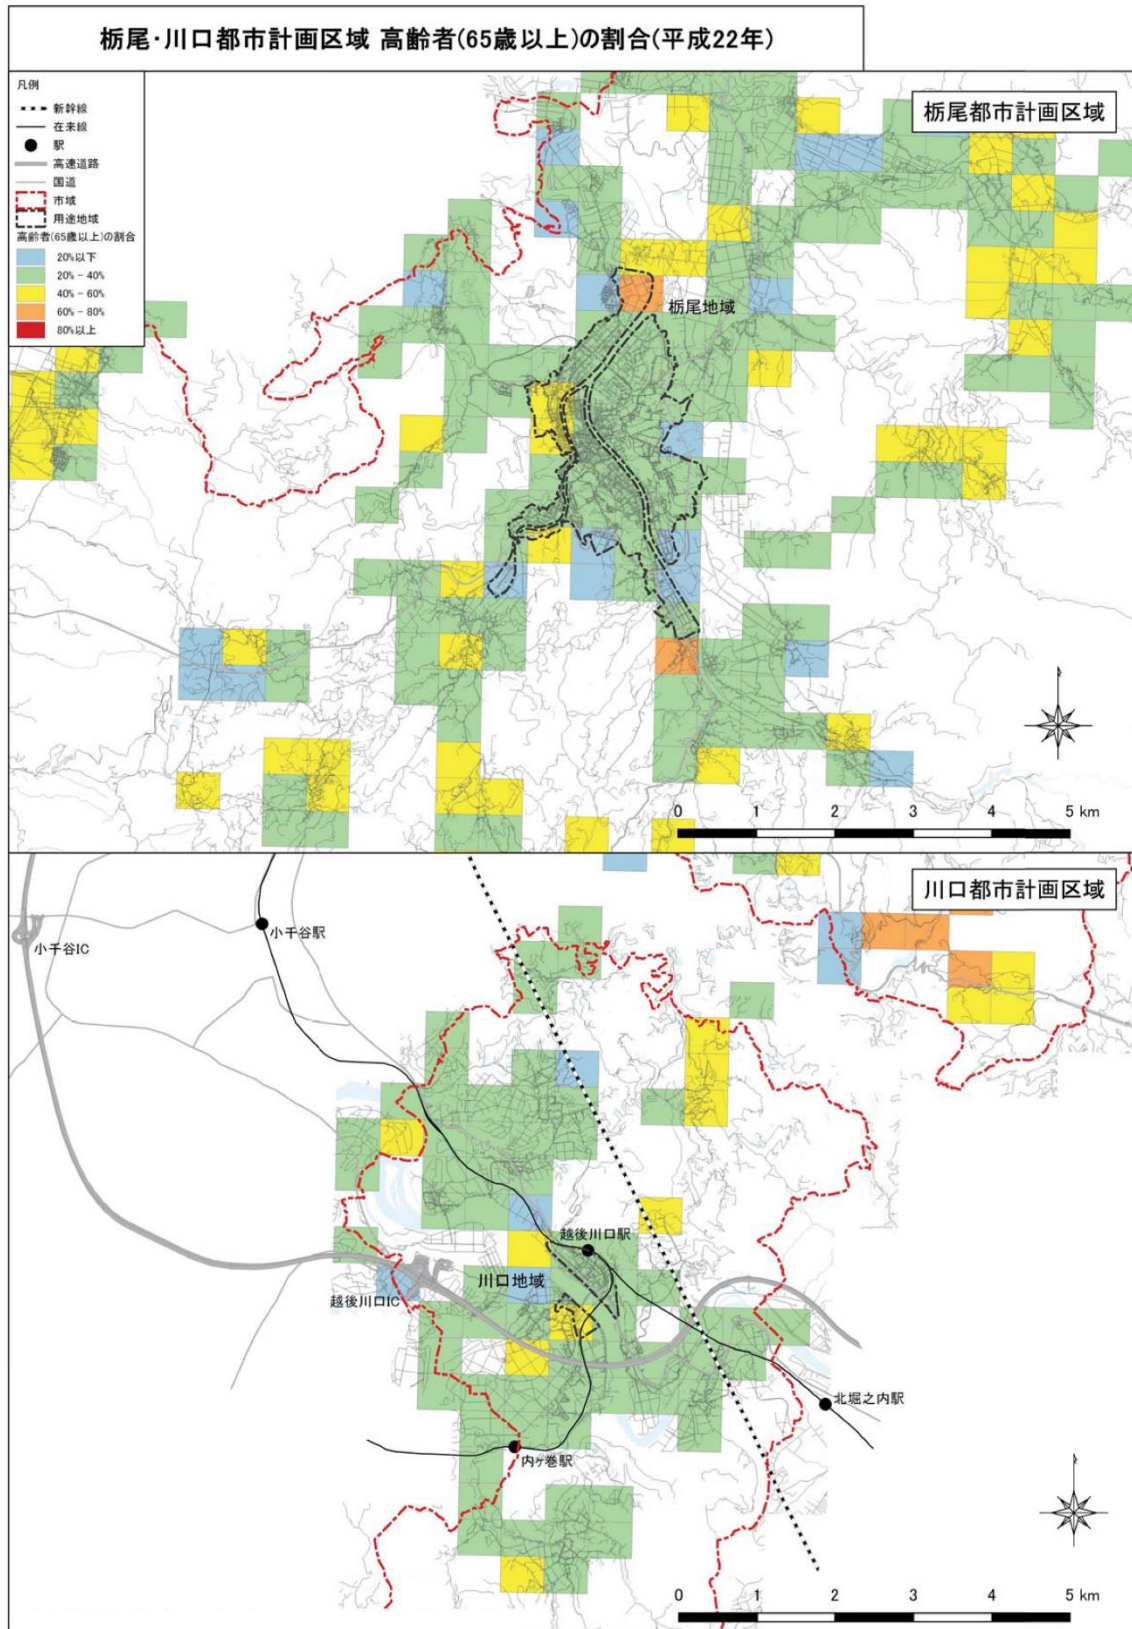 栃尾・川口都市計画区域 高齢者(65歳以上)の割合(平成22年)
凡例
新幹線
在来線
駅
高速道路
国道
市域
用途地域
高齢者(65歳以上)の割合
20%以下
20% - 40%
40% - 60%
60% - 80%
80%以上
栃尾都市計画区域
栃尾地域
0 1 2 3 4 5 km
川口都市計画区域
小千谷IC
小千谷駅
越後川口駅
川口地域
越後川口IC
北堀之内駅
内ヶ巻駅
0 1 2 3 4 5 km